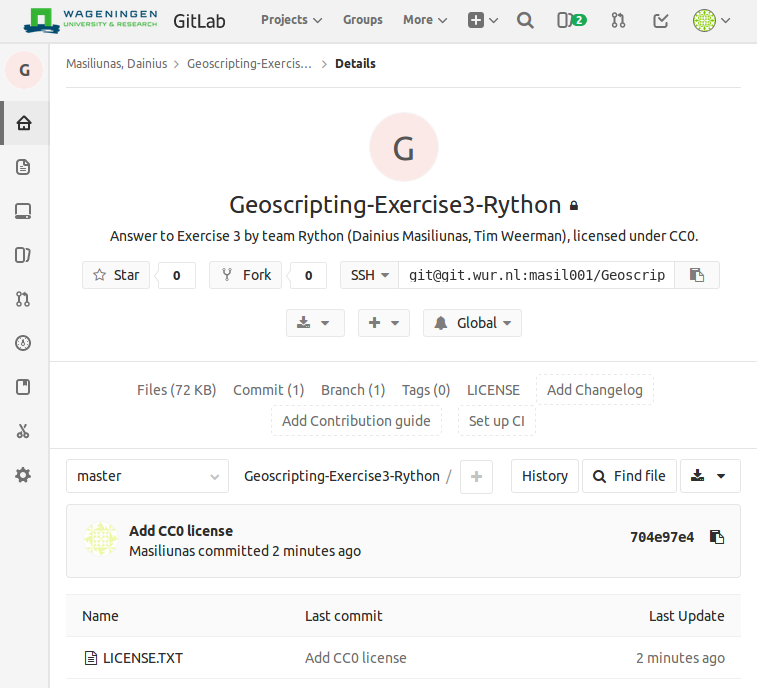 WAGENINGEN
UNIVERSITY & RESEARCH
GitLab
Projects
Groups
More
2
G
Masiliunas, Dainius > Geoscripting-Exercis... > Details
G
Geoscripting-Exercise3-Rython
Answer to Exercise 3 by team Rython (Dainius Masiliunas, Tim Weerman), licensed under CC0.
Star 0 Fork 0 SSH git@git.wur.nl:masil001/Geoscrip
Global
Files (72 KB) Commit (1) Branch (1) Tags (0) LICENSE Add Changelog
Add Contribution guide Set up CI
master Geoscripting-Exercise3-Rython / + History Find file
Add CC0 license
Masiliunas committed 2 minutes ago
704e97e4
Name Last commit Last Update
LICENSE.TXT Add CC0 license 2 minutes ago